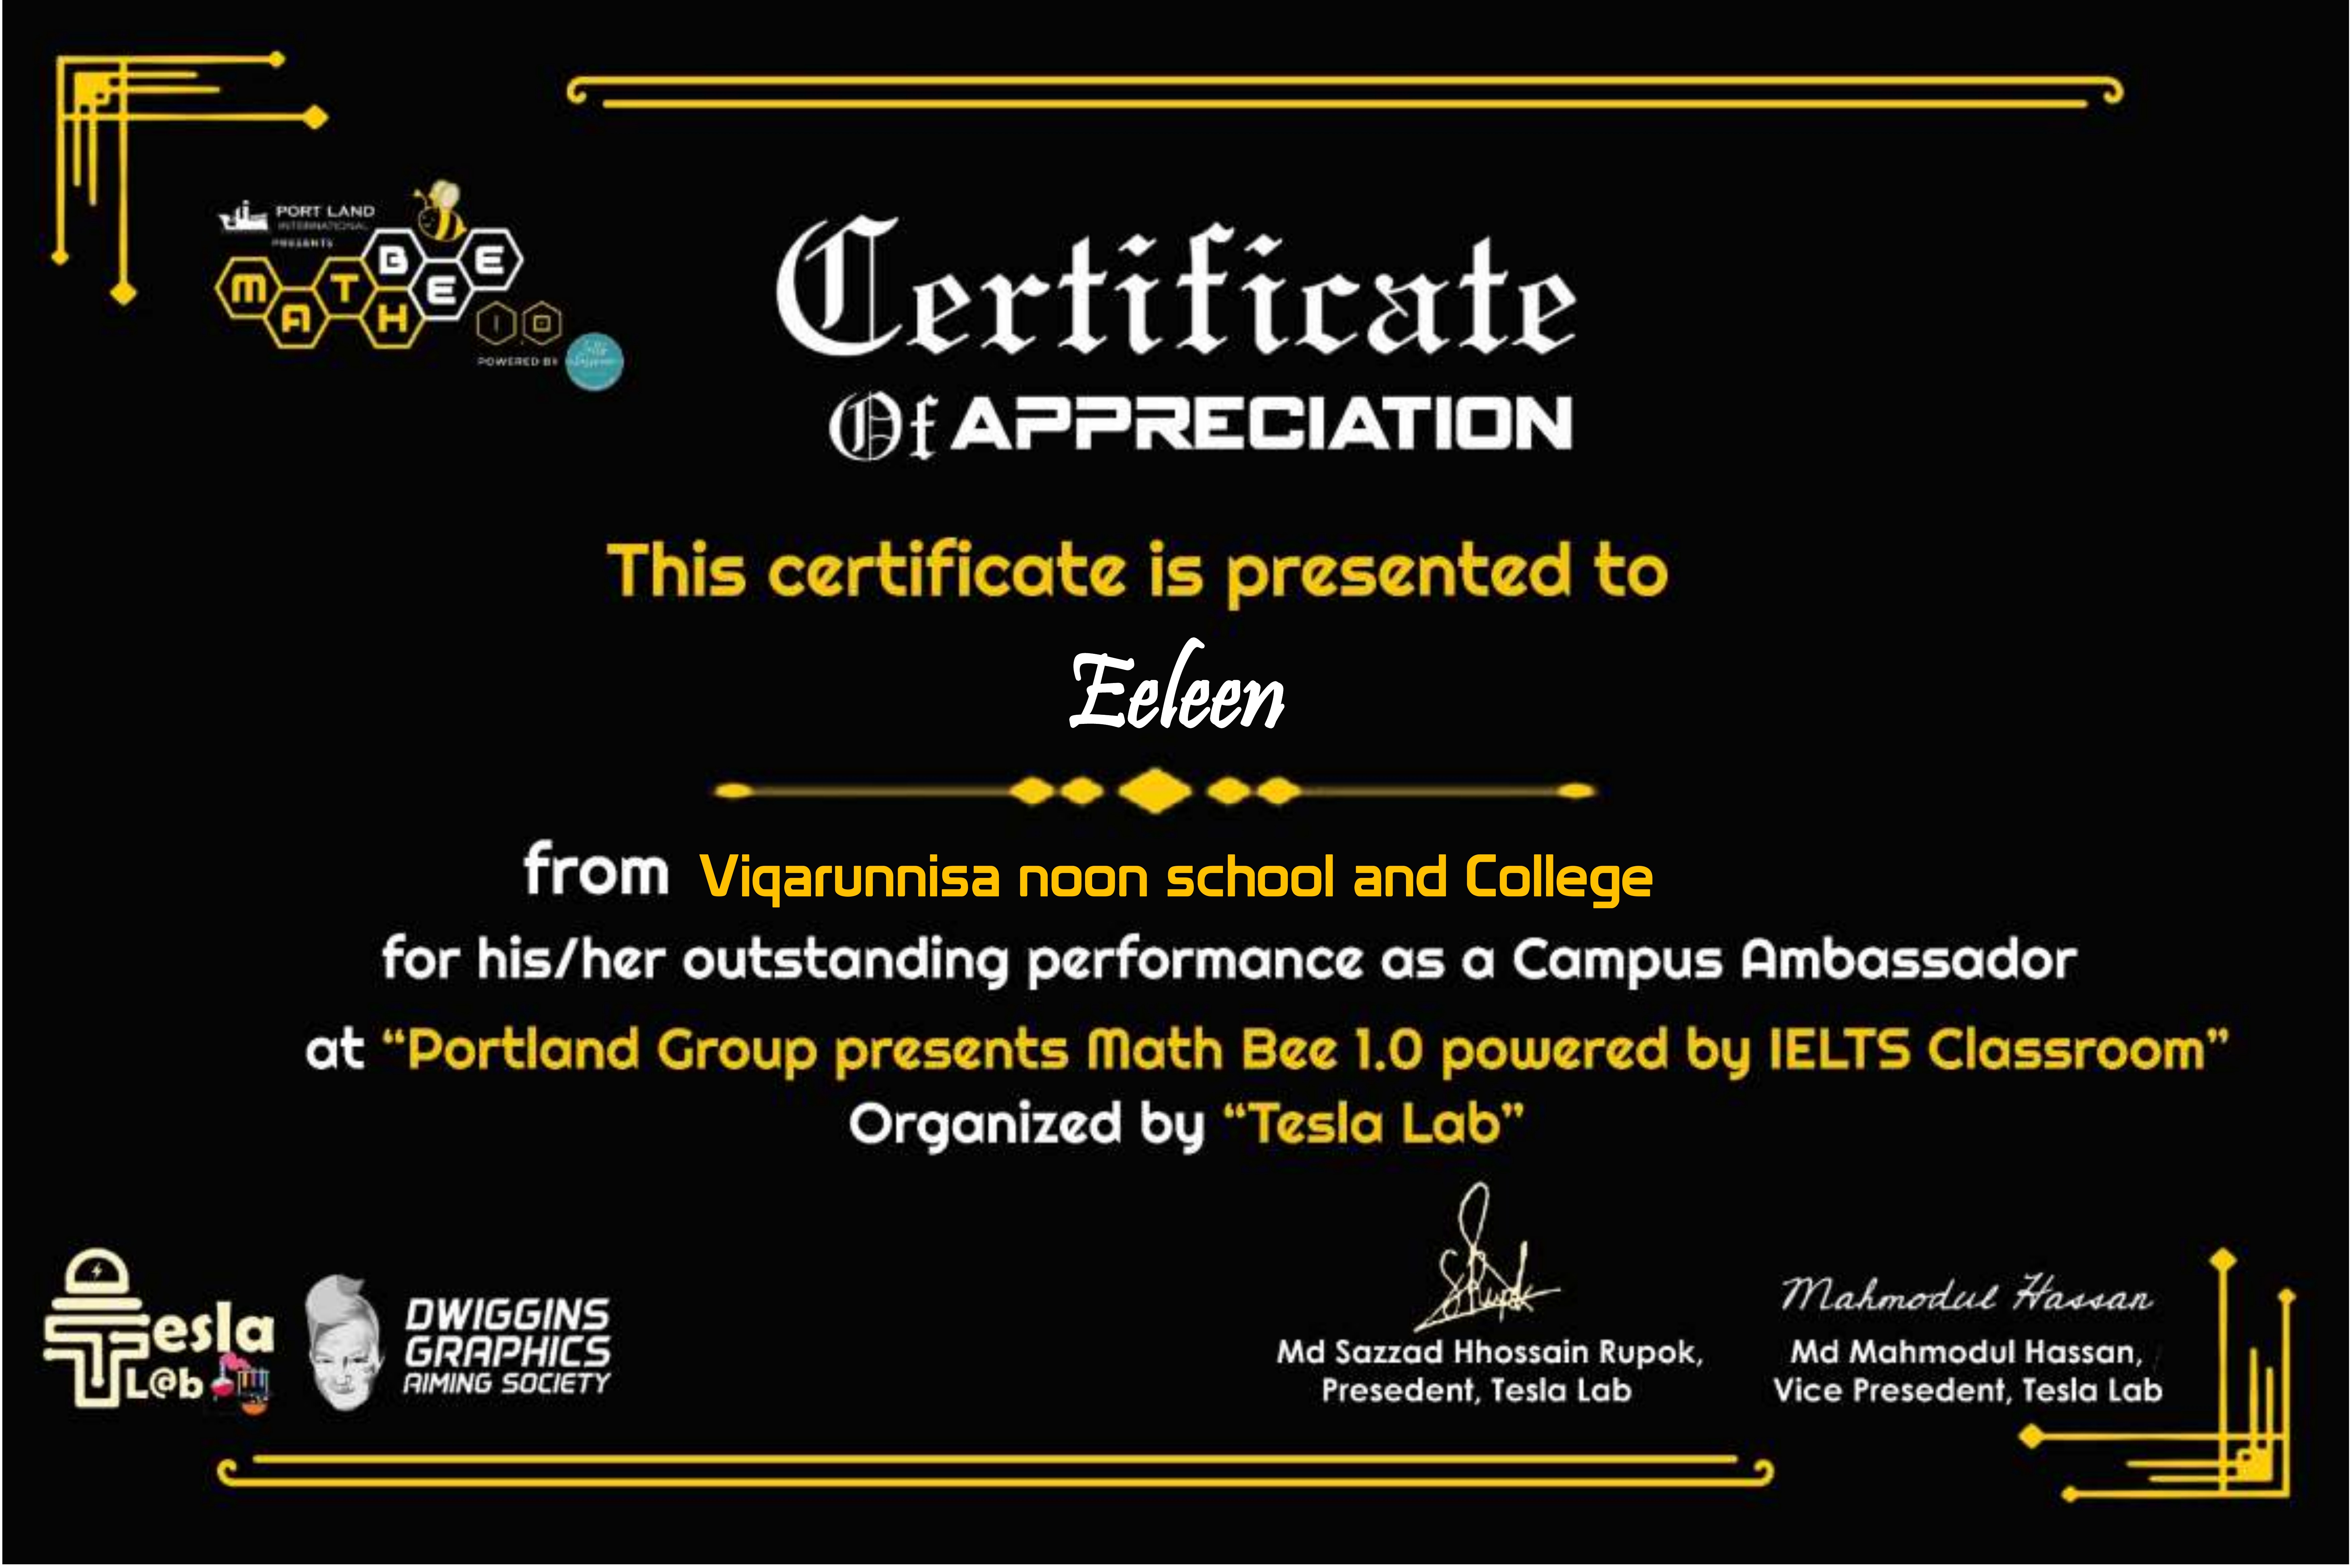 PORT LAND
INTERNATIONAL
PRESENTS
MATH BEE
1.0
POWERED BY
Certificate
Of APPRECIATION
This certificate is presented to
Eeleen
from Viqarunnisa noon school and College
for his/her outstanding performance as a Campus Ambassador
at “Portland Group presents Math Bee 1.0 powered by IELTS Classroom”
Organized by “Tesla Lab”
Tesla
L@b
DWIGGINS
GRAPHICS
AIMING SOCIETY
SRupok
Md Sazzad Hhossain Rupok,
Presedent, Tesla Lab
Mahmodul Hassan
Md Mahmodul Hassan,
Vice Presedent, Tesla Lab